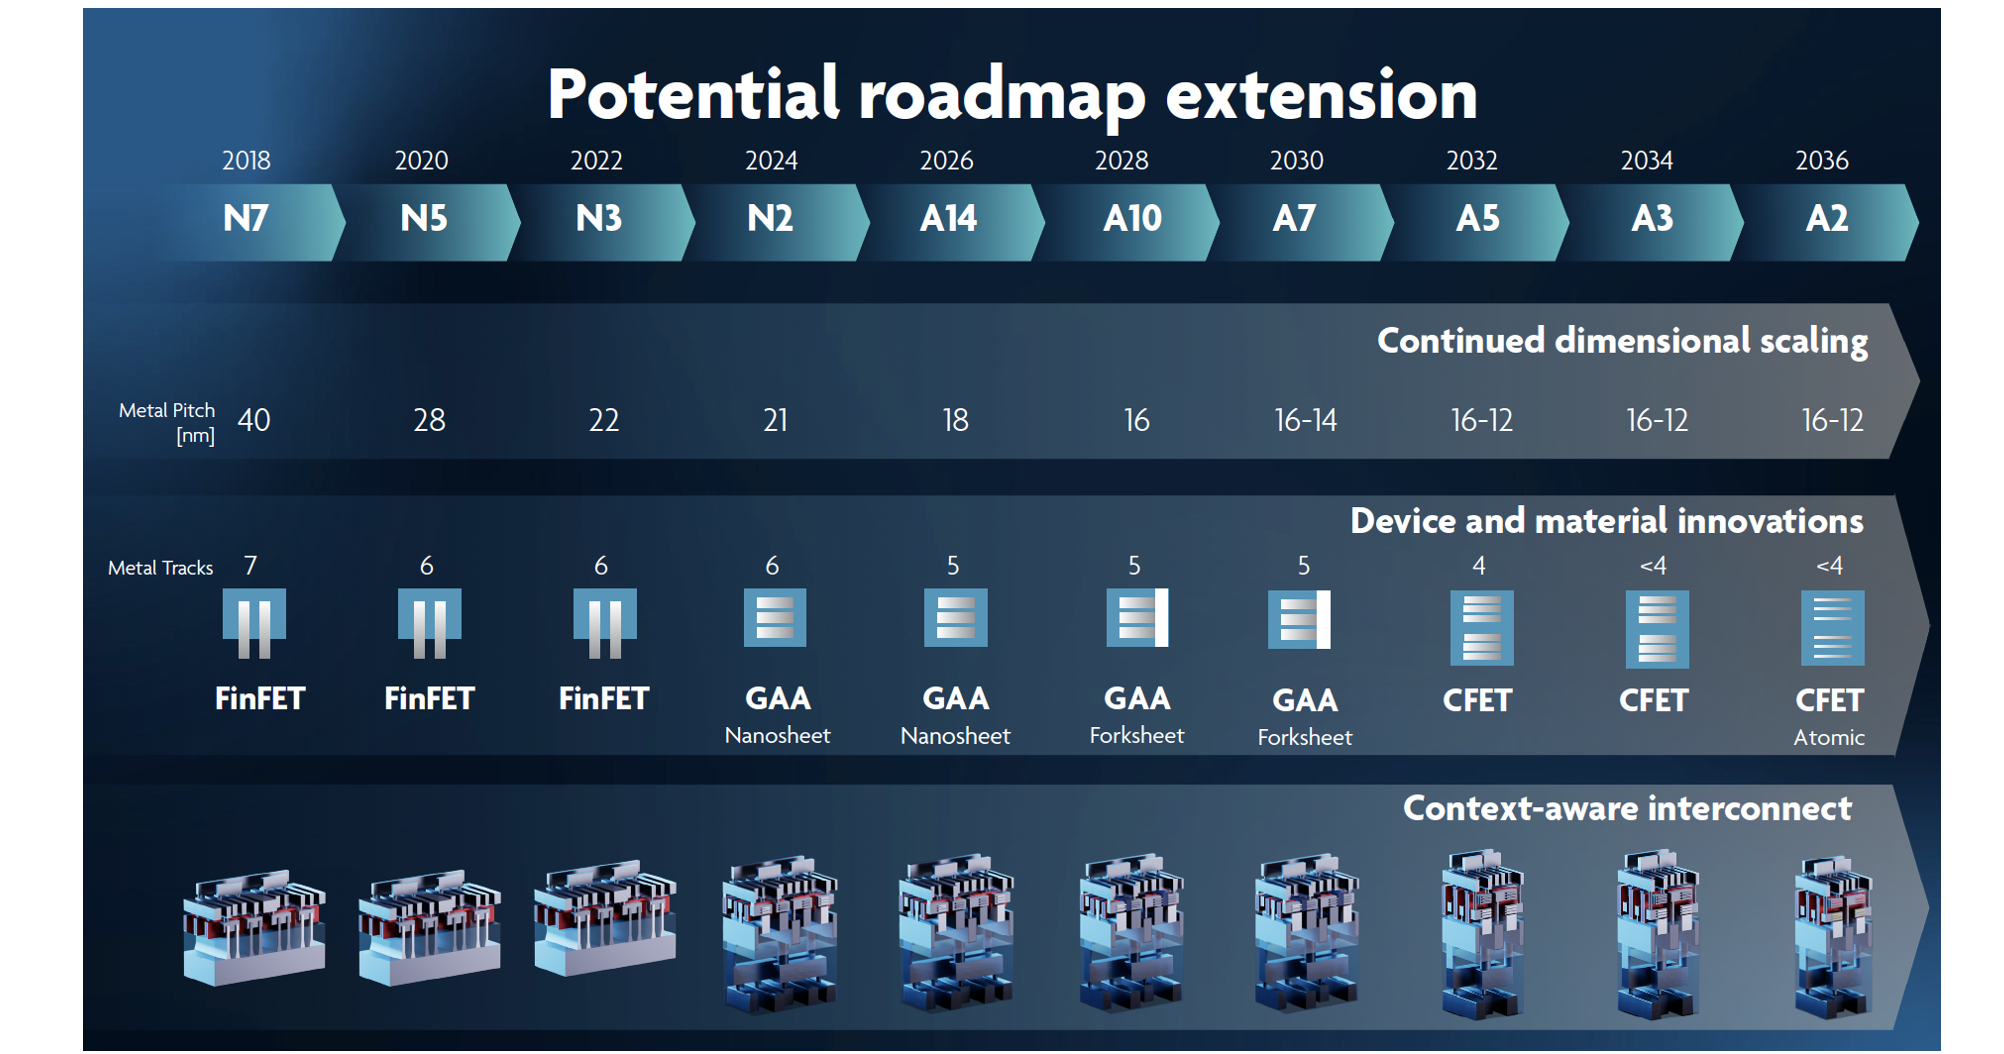 Potential roadmap extension
2018 2020 2022 2024 2026 2028 2030 2032 2034 2036
N7 N5 N3 N2 A14 A10 A7 A5 A3 A2
Continued dimensional scaling
Metal Pitch
[nm]
40 28 22 21 18 16 16-14 16-12 16-12 16-12
Device and material innovations
Metal Tracks 7 6 6 6 5 5 5 4 <4 <4
FinFET FinFET FinFET GAA GAA GAA GAA CFET CFET CFET
Nanosheet Nanosheet Forksheet Forksheet Atomic
Context-aware interconnect